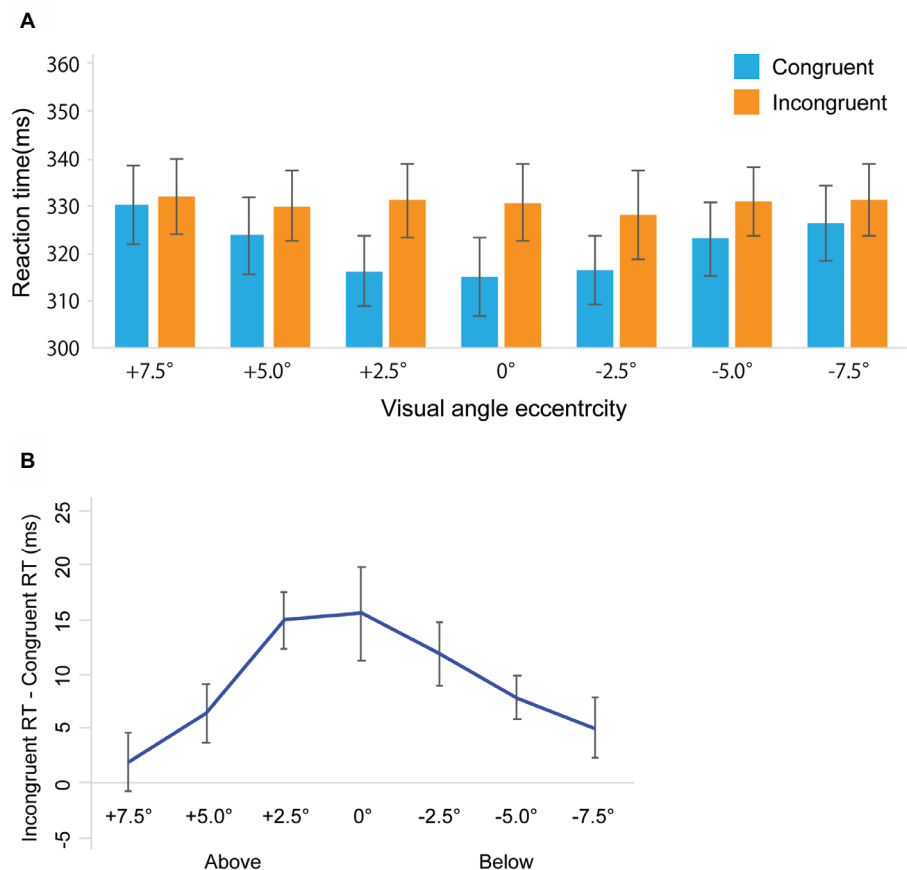 A
Reaction time(ms)
360
350
340
330
320
310
300
Congruent
Incongruent
+7.5° +5.0° +2.5° 0° -2.5° -5.0° -7.5°
Visual angle eccentrcity
B
Incongruent RT - Congruent RT (ms)
25
20
15
10
5
0
-5
+7.5° +5.0° +2.5° 0° -2.5° -5.0° -7.5°
Above Below